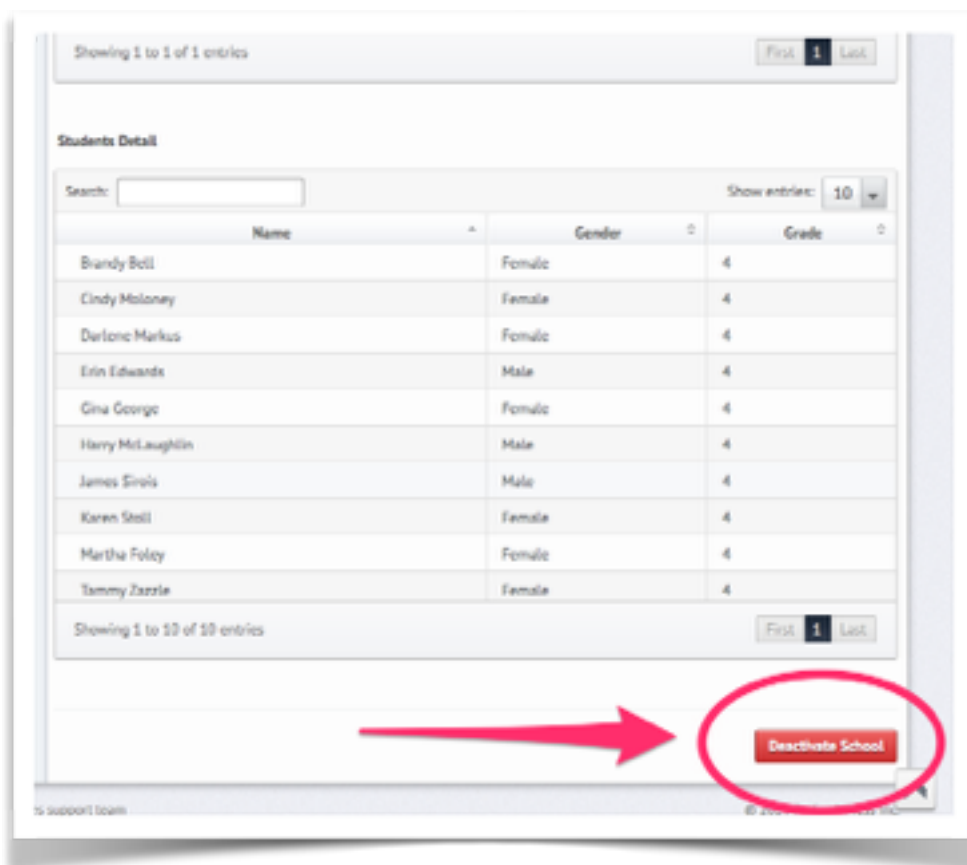 Showing 1 to 1 of 1 entries First 1 Last
Students Detail
Search: Show entries: 10
Name Gender Grade
Brandy Bell Female 4
Cindy Moloney Female 4
Darlene Markus Female 4
Erin Edwards Male 4
Gina George Female 4
Harry McLaughlin Male 4
James Sirois Male 4
Karen Stoll Female 4
Martha Foley Female 4
Tammy Zazzle Female 4
Showing 1 to 10 of 10 entries First 1 Last
Deactivate School
support team ©